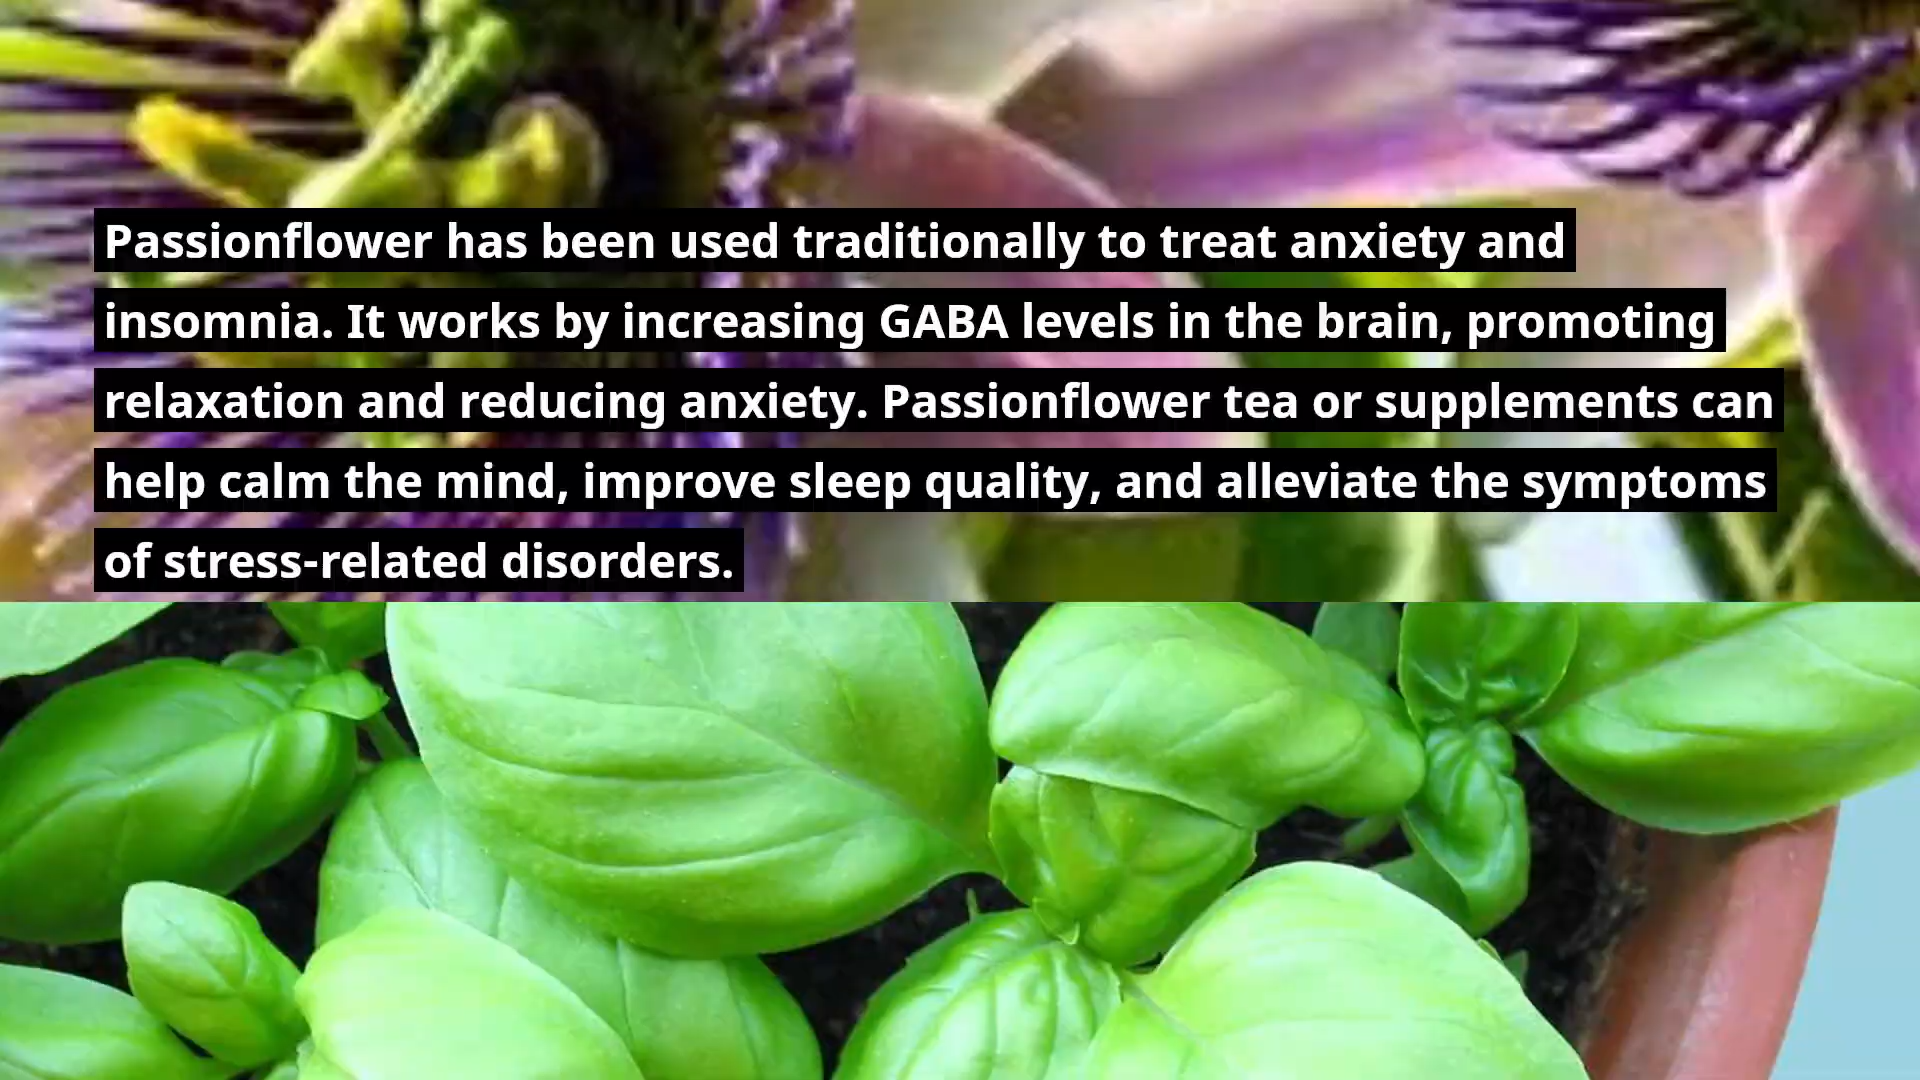 Passionflower has been used traditionally to treat anxiety and
insomnia. It works by increasing GABA levels in the brain, promoting
relaxation and reducing anxiety. Passionflower tea or supplements can
help calm the mind, improve sleep quality, and alleviate the symptoms
of stress-related disorders.